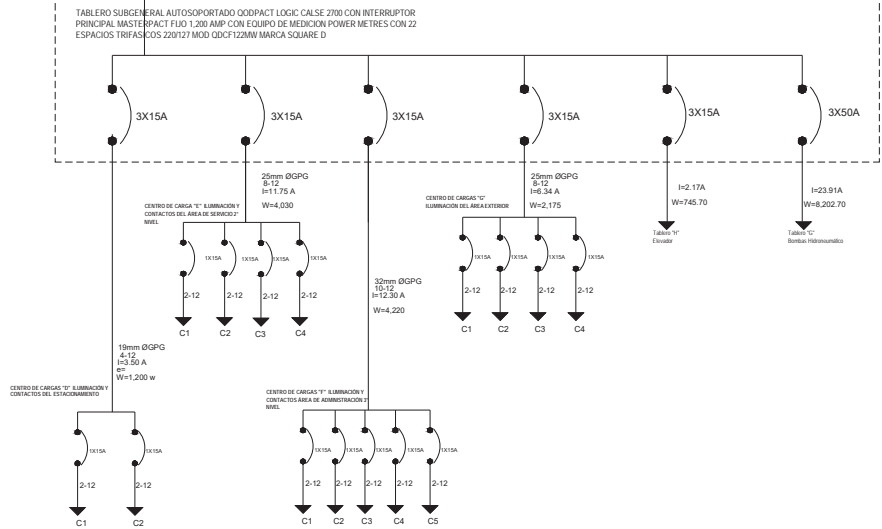 TABLERO SUBGENERAL AUTOSOPORTADO QODPACT LOGIC CALSE 2700 CON INTERRUPTOR
PRINCIPAL MASTERPACT FIJO 1,200 AMP CON EQUIPO DE MEDICION POWER METRES CON 22
ESPACIOS TRIFASICOS 220/127 MOD QDCF122MW MARCA SQUARE D
3X15A
3X15A
3X15A
3X15A
3X15A
3X50A
25mm ØGPG
8-12
I=11.75 A
W=4,030
CENTRO DE CARGA "E" ILUMINACIÓN Y
CONTACTOS DEL ÁREA DE SERVICIO 2°
NIVEL
1X15A
1X15A
1X15A
1X15A
2-12
2-12
2-12
2-12
C1
C2
C3
C4
25mm ØGPG
8-12
I=6.34 A
W=2,175
CENTRO DE CARGAS "G"
ILUMINACIÓN DEL ÁREA EXTERIOR
1X15A
1X15A
1X15A
1X15A
2-12
2-12
2-12
2-12
C1
C2
C3
C4
I=2.17A
W=745.70
Tablero "H"
Elevador
I=23.91A
W=8,202.70
Tablero "G"
Bombas Hidroneumático
32mm ØGPG
10-12
I=12.30 A
W=4,220
19mm ØGPG
4-12
I=3.50 A
e=
W=1,200 w
CENTRO DE CARGAS "D" ILUMINACIÓN Y
CONTACTOS DEL ESTACIONAMIENTO
1X15A
1X15A
2-12
2-12
C1
C2
CENTRO DE CARGAS "F" ILUMINACIÓN Y
CONTACTOS ÁREA DE ADMINISTRACIÓN 3°
NIVEL
1X15A
1X15A
1X15A
1X15A
1X15A
2-12
2-12
2-12
2-12
2-12
C1
C2
C3
C4
C5